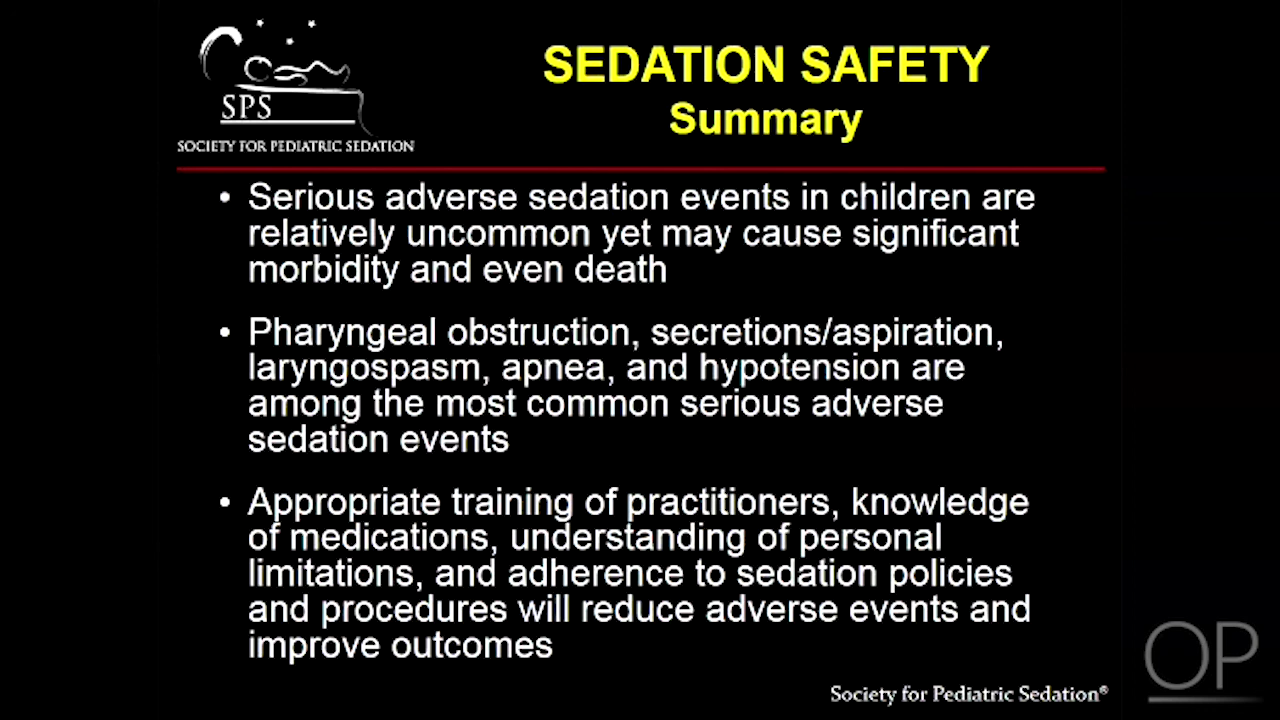 SPS
SOCIETY FOR PEDIATRIC SEDATION
SEDATION SAFETY
Summary
• Serious adverse sedation events in children are
relatively uncommon yet may cause significant
morbidity and even death
• Pharyngeal obstruction, secretions/aspiration,
laryngospasm, apnea, and hypotension are
among the most common serious adverse
sedation events
• Appropriate training of practitioners, knowledge
of medications, understanding of personal
limitations, and adherence to sedation policies
and procedures will reduce adverse events and
improve outcomes
Society for Pediatric Sedation®
OP